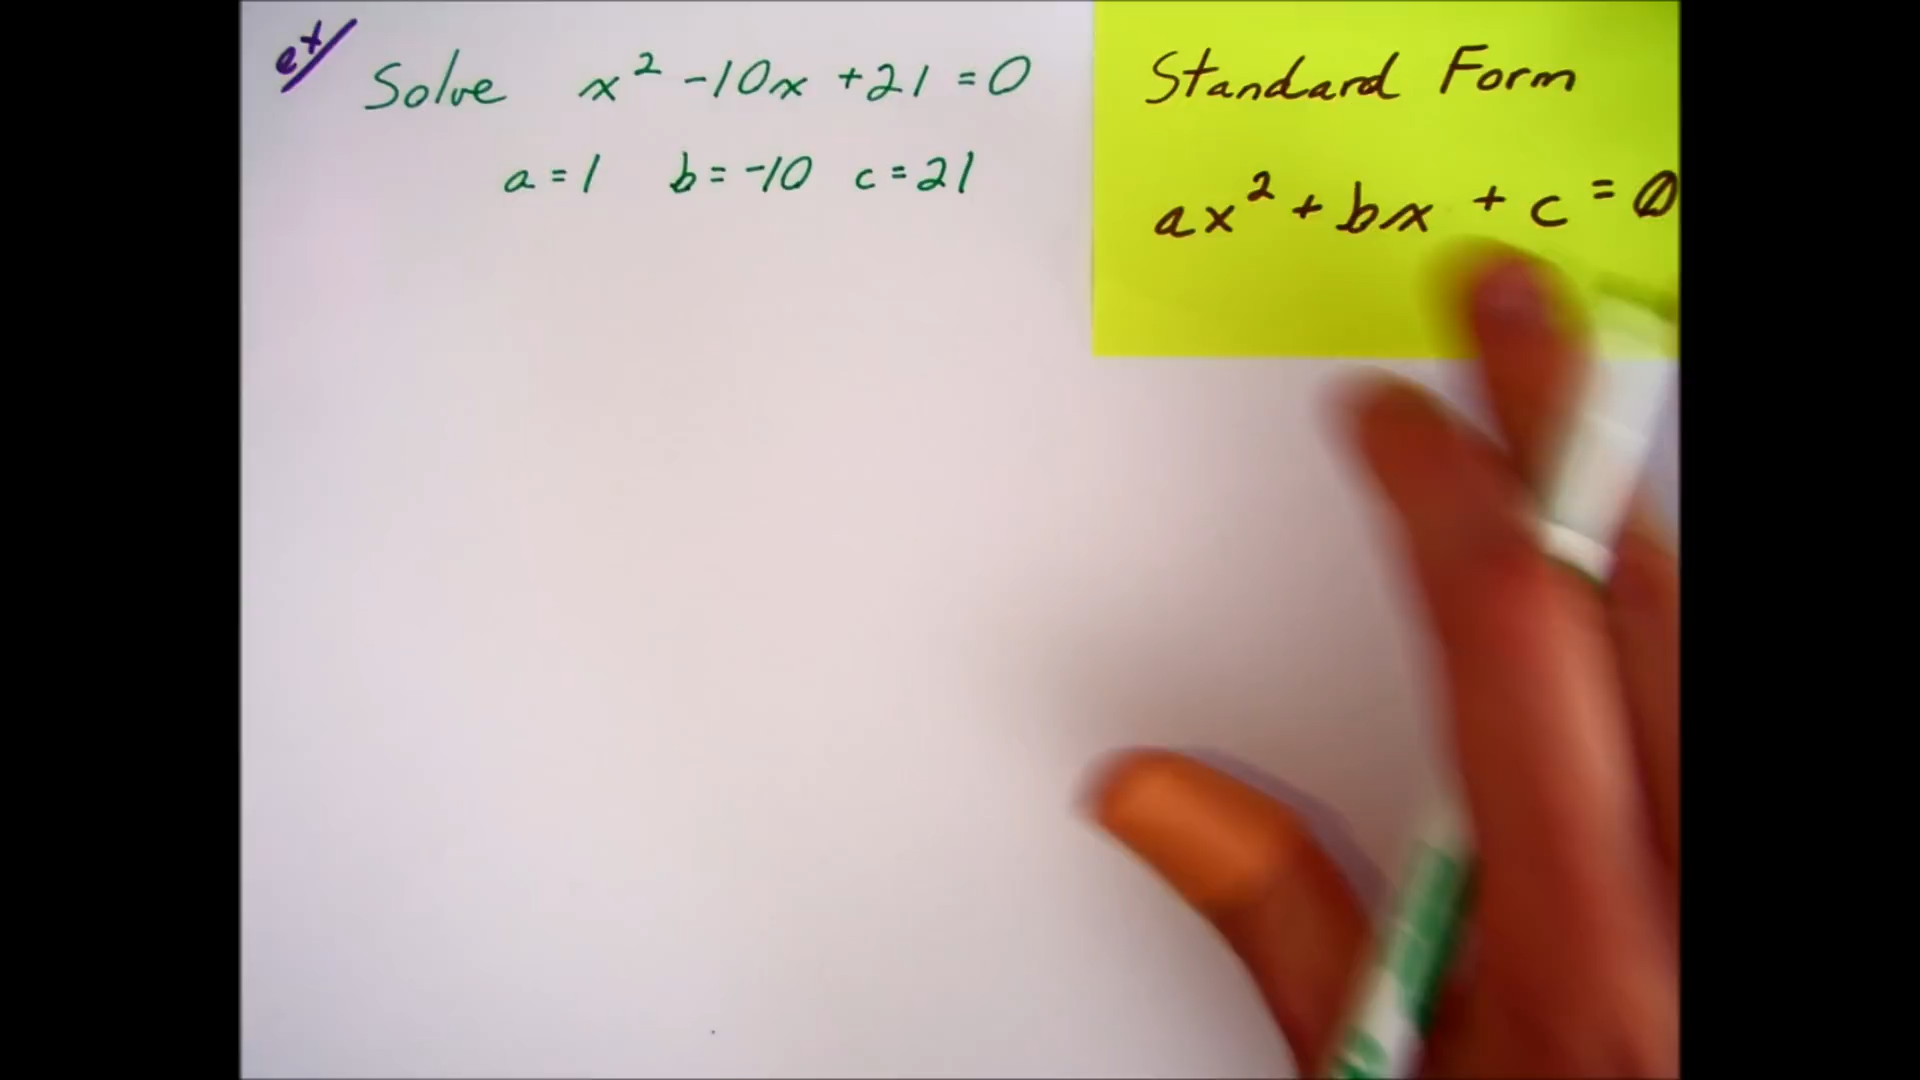 ex/
Solve x² -10x +21 = 0
a = 1 b = -10 c = 21
Standard Form
ax² + bx + c = 0